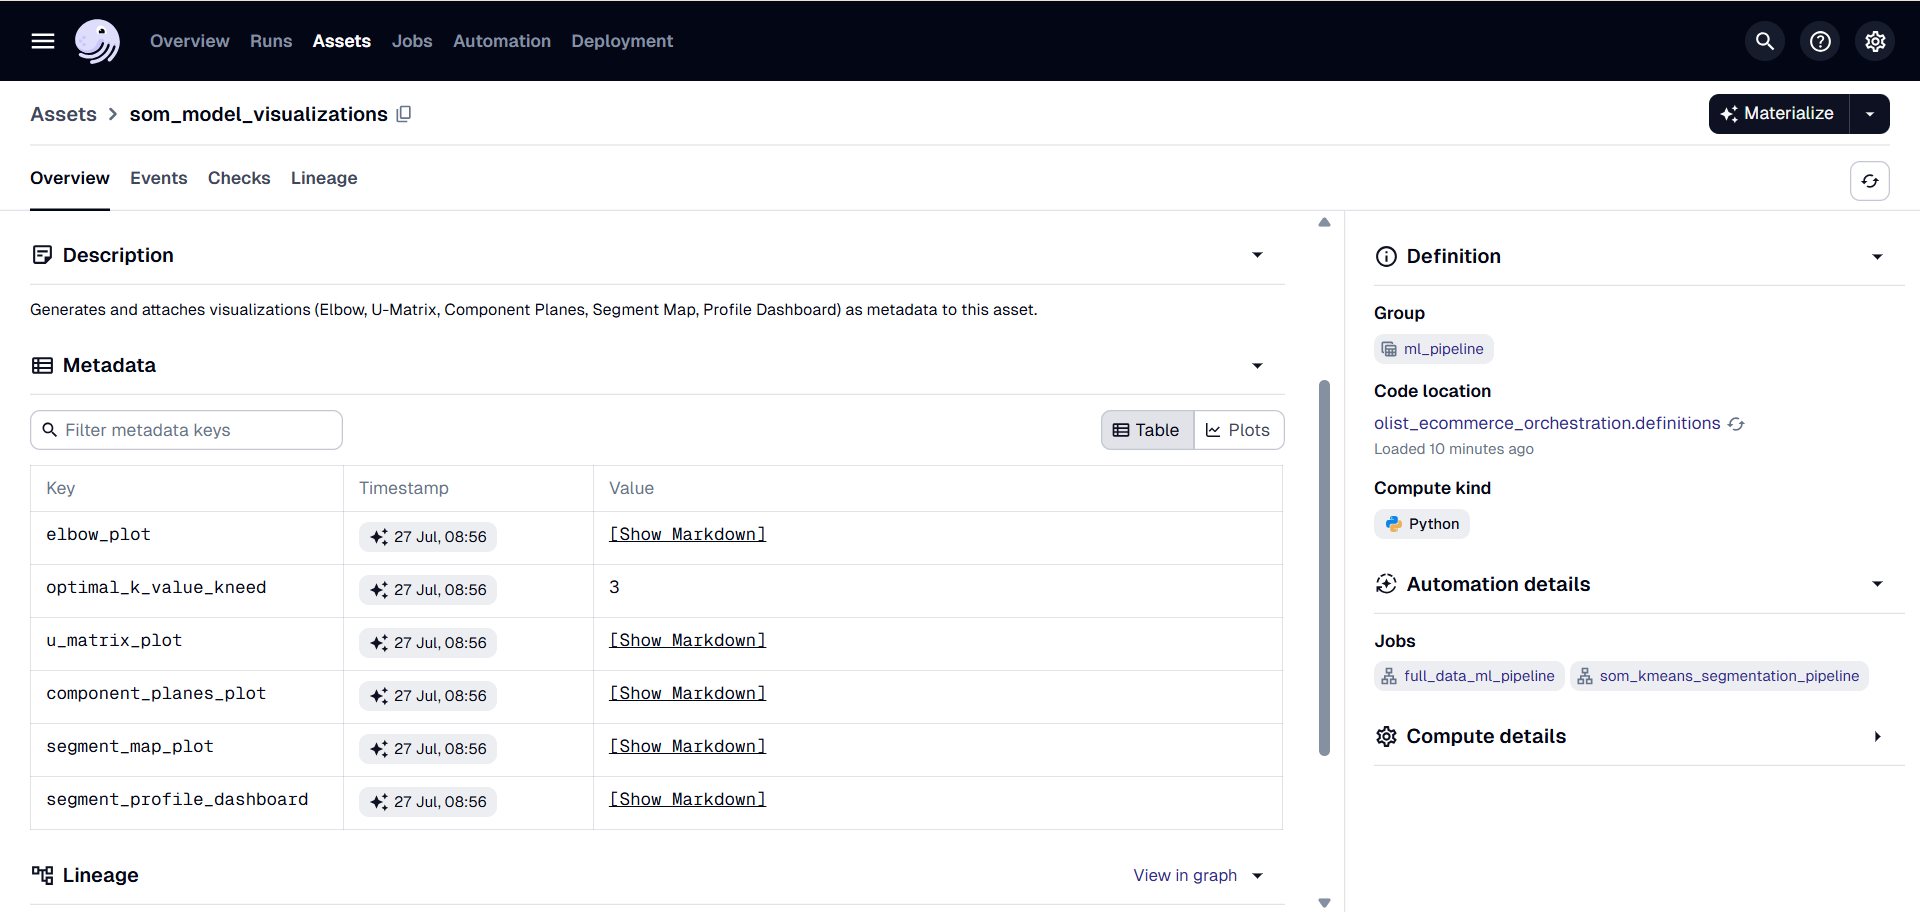 Overview Runs Assets Jobs Automation Deployment
Assets > som_model_visualizations
Materialize
Overview Events Checks Lineage
Description
Generates and attaches visualizations (Elbow, U-Matrix, Component Planes, Segment Map, Profile Dashboard) as metadata to this asset.
Metadata
Filter metadata keys
Table Plots
Key Timestamp Value
elbow_plot 27 Jul, 08:56 [Show Markdown]
optimal_k_value_kneed 27 Jul, 08:56 3
u_matrix_plot 27 Jul, 08:56 [Show Markdown]
component_planes_plot 27 Jul, 08:56 [Show Markdown]
segment_map_plot 27 Jul, 08:56 [Show Markdown]
segment_profile_dashboard 27 Jul, 08:56 [Show Markdown]
Lineage View in graph
Definition
Group
ml_pipeline
Code location
olist_ecommerce_orchestration.definitions
Loaded 10 minutes ago
Compute kind
Python
Automation details
Jobs
full_data_ml_pipeline som_kmeans_segmentation_pipeline
Compute details